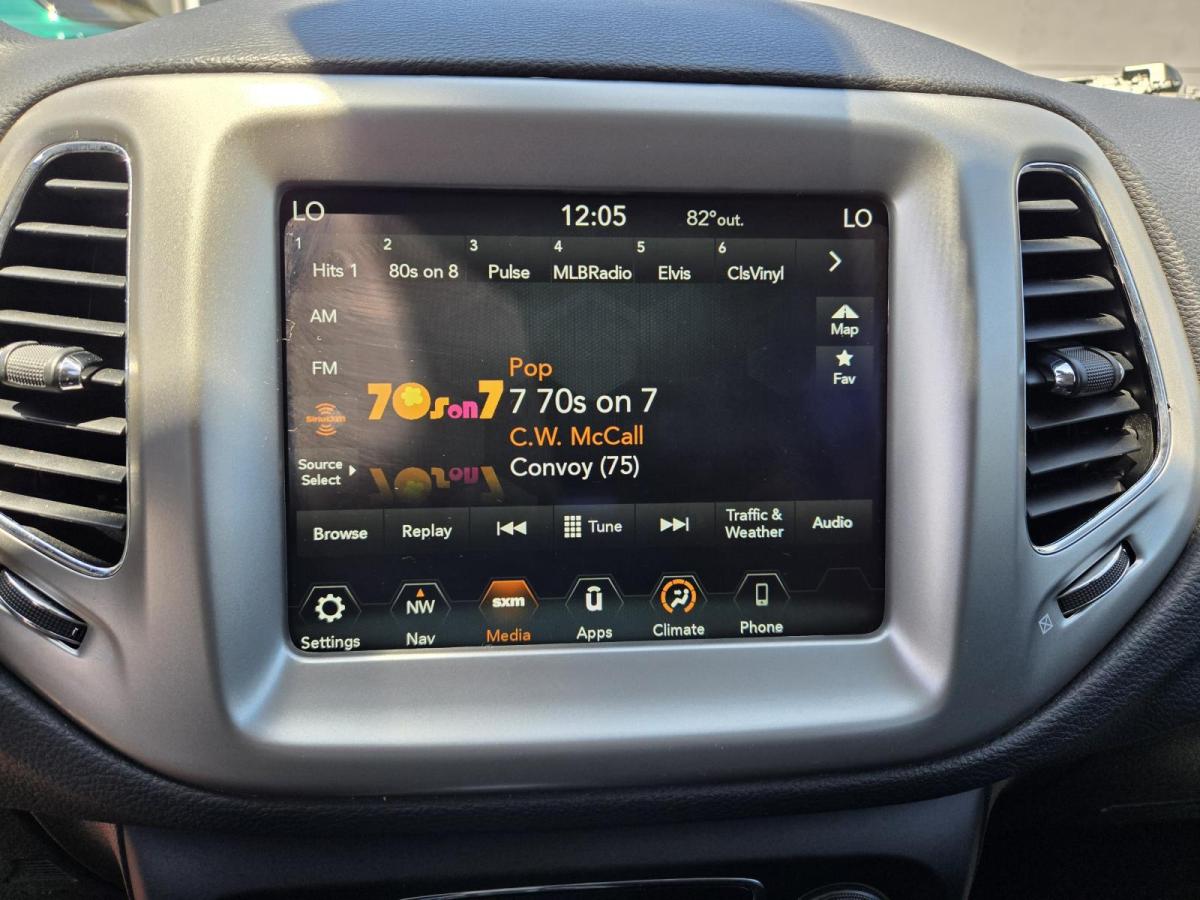 LO 12:05 82°out. LO
1 2 3 4 5 6
Hits 1 80s on 8 Pulse MLBRadio Elvis ClsVinyl
AM
Map
FM
Fav
Pop
70s on 7 7 70s on 7
siriusxm
C.W. McCall
Source
Select
Convoy (75)
Browse Replay Tune Traffic &
Weather Audio
NW sxm u
Settings Nav Media Apps Climate Phone